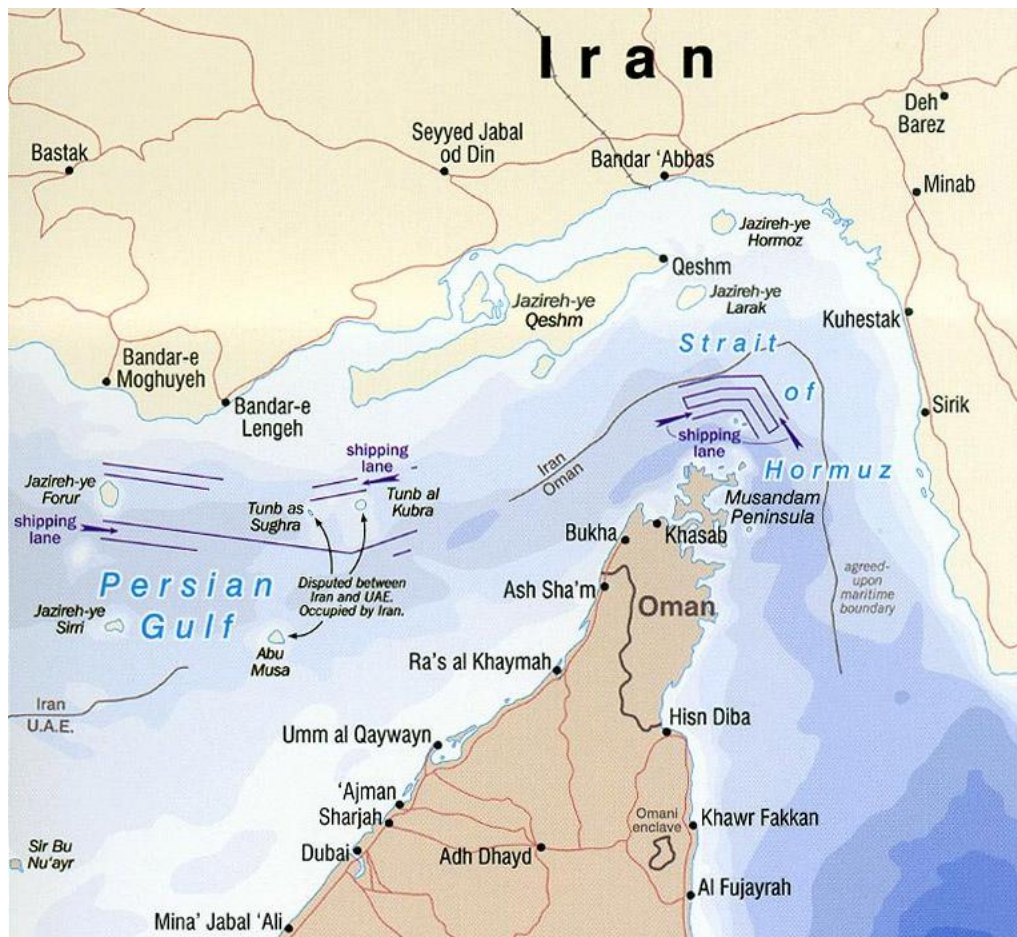 Iran
Deh
Barez
Seyyed Jabal
od Din
Bastak
Bandar ‘Abbas
Minab
Jazireh-ye
Hormoz
Qeshm
Jazireh-ye
Qeshm
Jazireh-ye
Larak
Kuhestak
Strait
of
Hormuz
Bandar-e
Moghuyeh
Bandar-e
Lengeh
Sirik
shipping
lane
shipping
lane
Iran
Oman
Jazireh-ye
Forur
Tunb as
Sughra
Tunb al
Kubra
shipping
lane
Musandam
Peninsula
Bukha
Khasab
Persian
Gulf
Disputed between
Iran and UAE.
Occupied by Iran.
Ash Sha'm
Oman
agreed-
upon
maritime
boundary
Jazireh-ye
Sirri
Abu
Musa
Ra's al Khaymah
Iran
U.A.E.
Hisn Diba
Umm al Qaywayn
‘Ajman
Sharjah
Omani
enclave
Khawr Fakkan
Sir Bu
Nu‘ayr
Dubai
Adh Dhayd
Al Fujayrah
Mina' Jabal ‘Ali